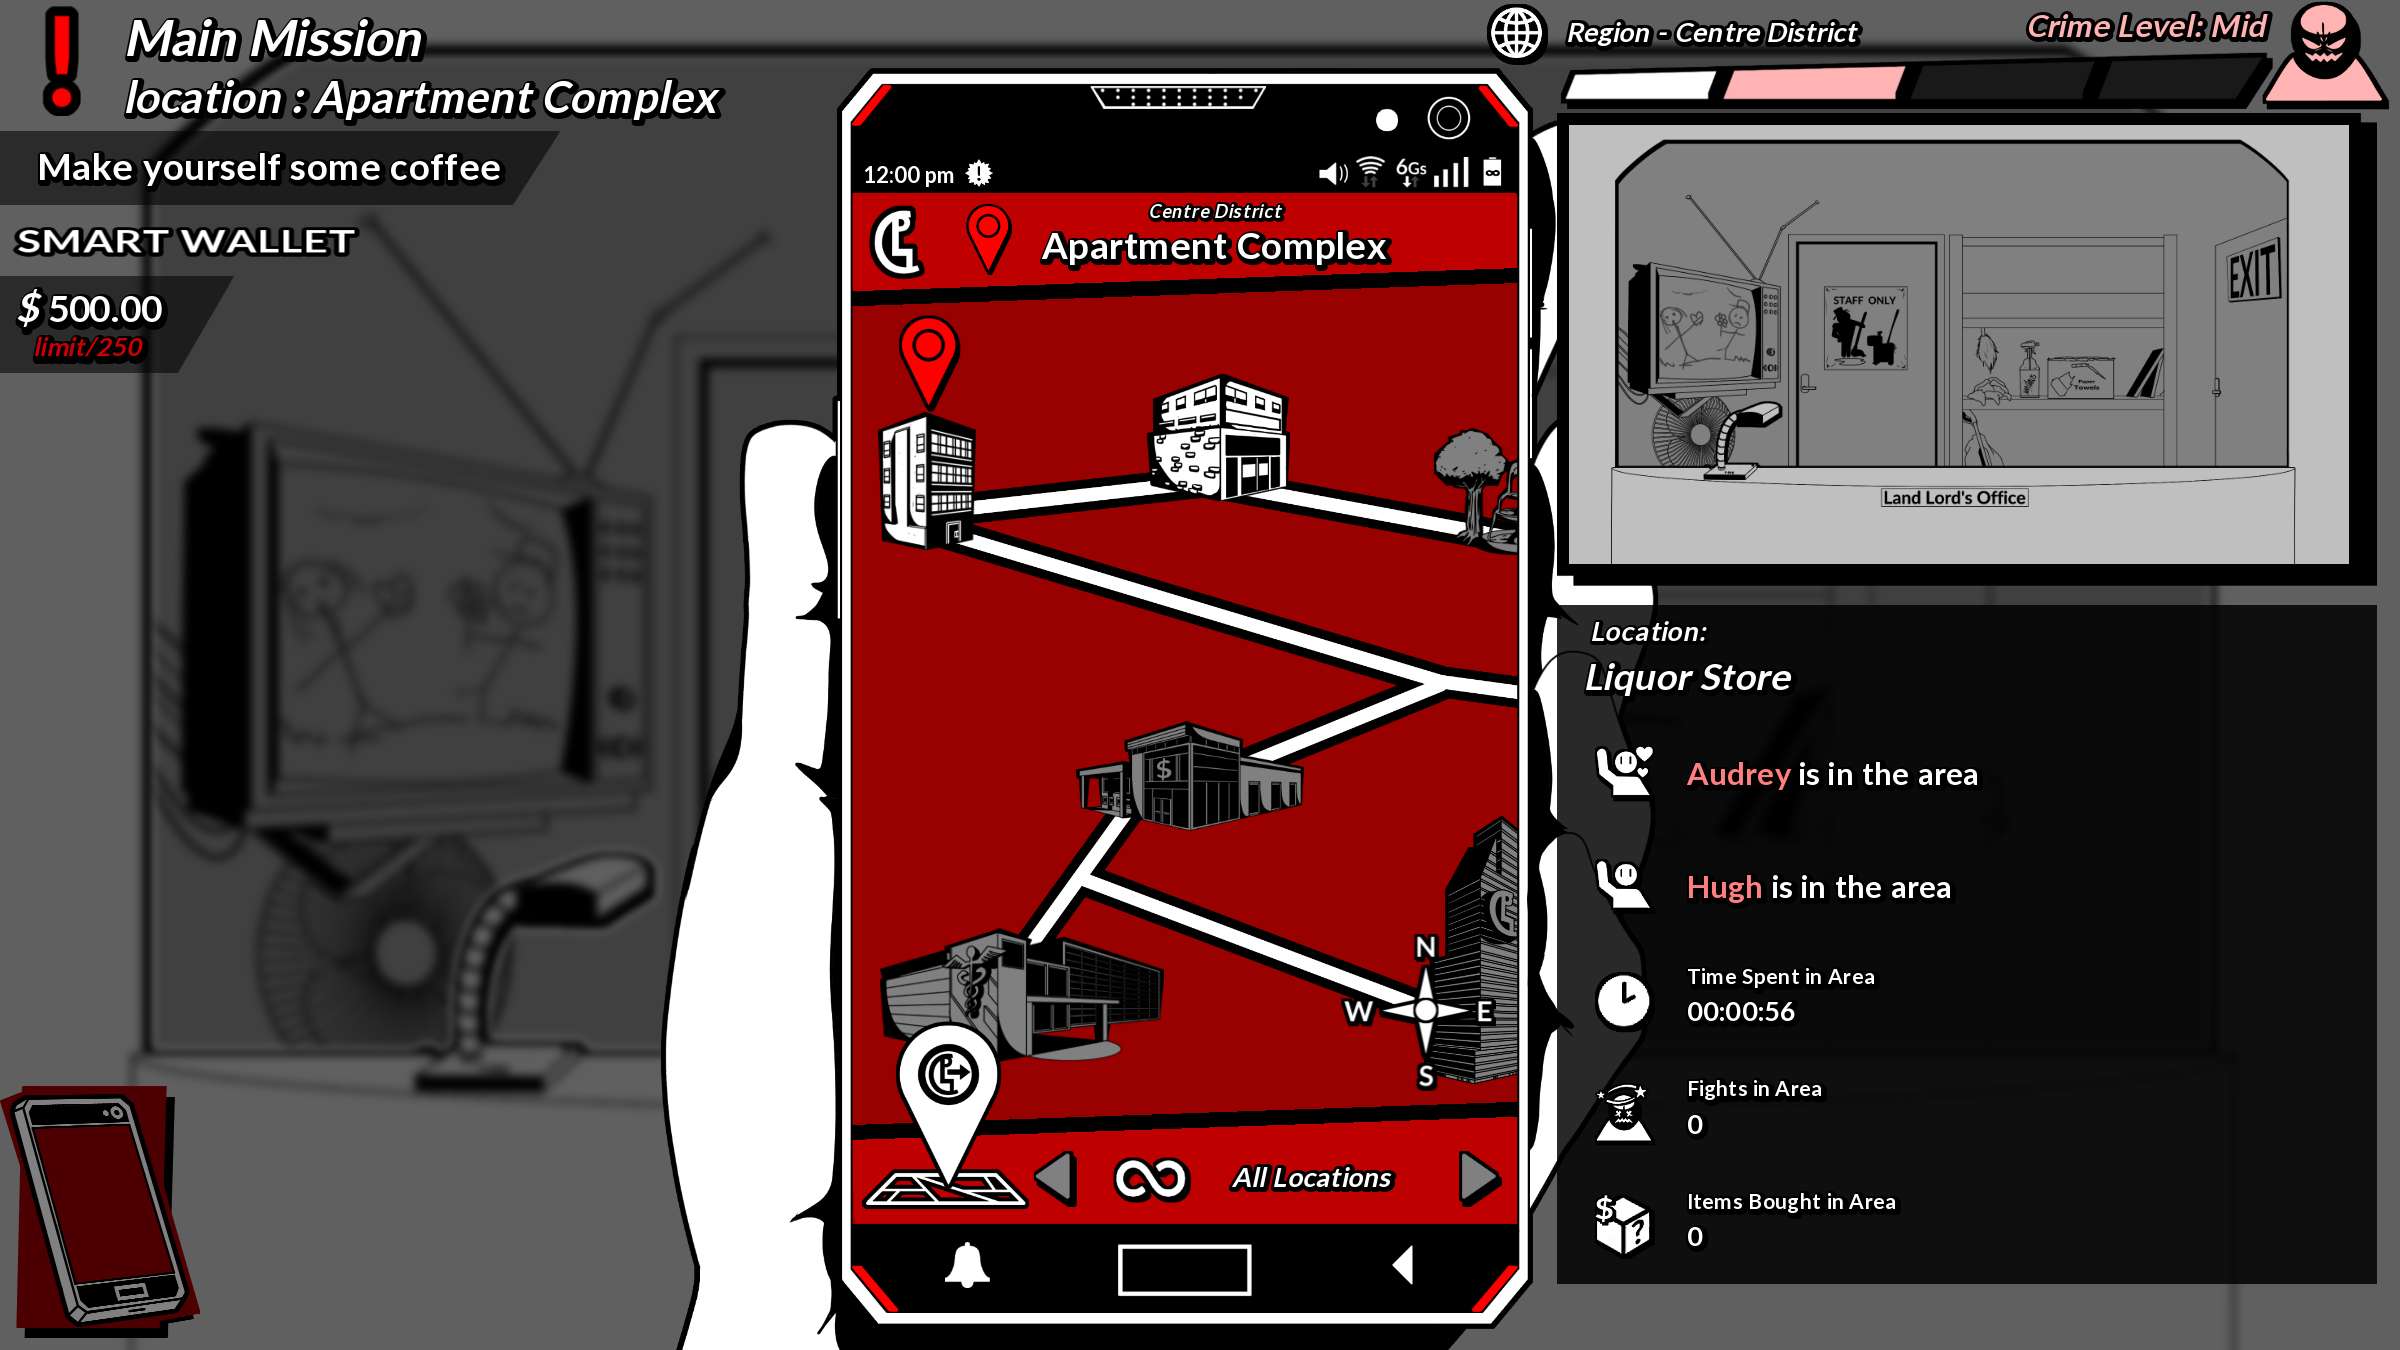 Main Mission
location : Apartment Complex
Make yourself some coffee
SMART WALLET
$ 500.00
limit/250
12:00 pm
6Gs
Centre District
Apartment Complex
$
N
W
E
S
All Locations
Region - Centre District
Crime Level: Mid
STAFF ONLY
EXIT
Paper
Towels
Land Lord's Office
Location:
Liquor Store
Audrey is in the area
Hugh is in the area
Time Spent in Area
00:00:56
Fights in Area
0
Items Bought in Area
0